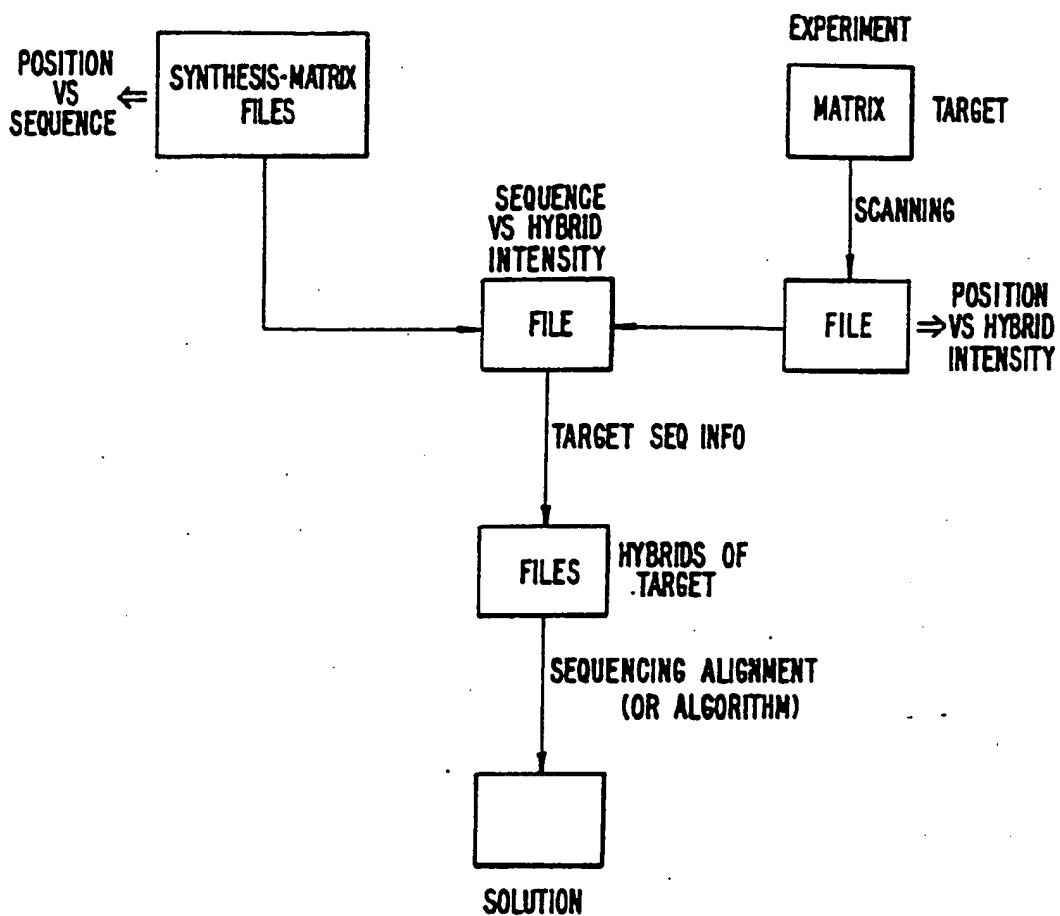 POSITION
VS
SEQUENCE
SYNTHESIS-MATRIX
FILES
EXPERIMENT
MATRIX
TARGET
SCANNING
SEQUENCE
VS HYBRID
INTENSITY
FILE
FILE
POSITION
VS HYBRID
INTENSITY
TARGET SEQ INFO
FILES
HYBRIDS OF
TARGET
SEQUENCING ALIGNMENT
(OR ALGORITHM)
SOLUTION